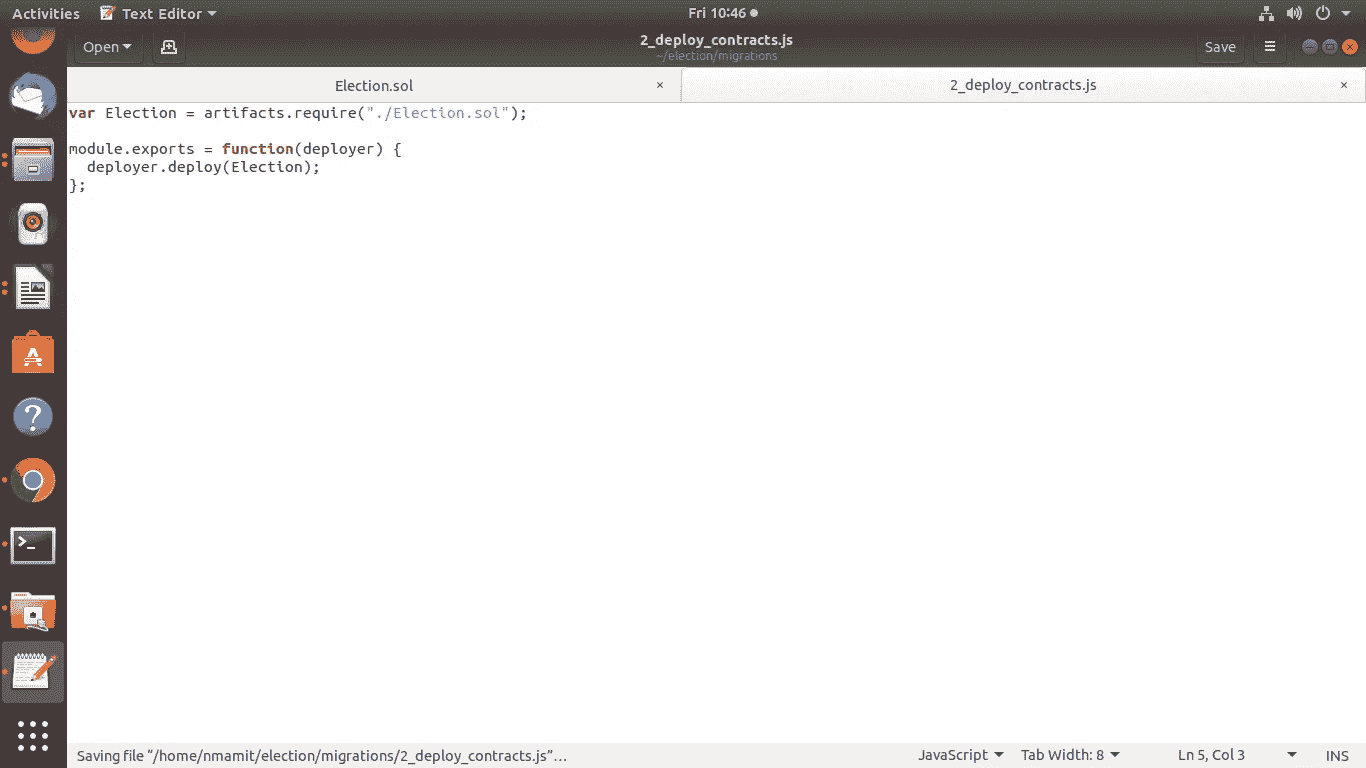 Activities Text Editor Fri 10:46
Open 2_deploy_contracts.js Save
~/election/migrations
Election.sol × 2_deploy_contracts.js ×
var Election = artifacts.require("./Election.sol");
module.exports = function(deployer) {
  deployer.deploy(Election);
};
Saving file “/home/nmamit/election/migrations/2_deploy_contracts.js”… JavaScript Tab Width: 8 Ln 5, Col 3 INS